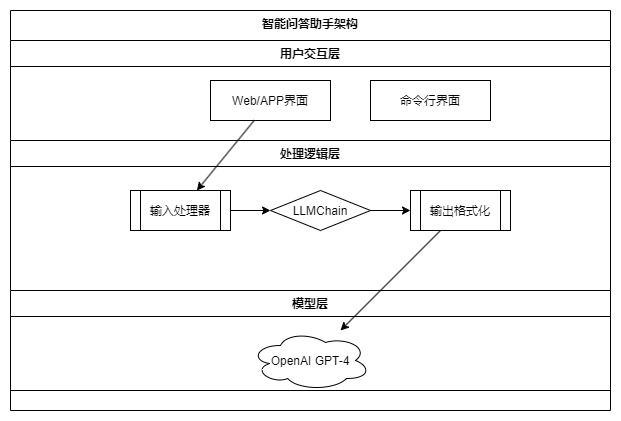 智能问答助手架构
用户交互层
Web/APP界面
命令行界面
处理逻辑层
输入处理器
LLMChain
输出格式化
模型层
OpenAI GPT-4